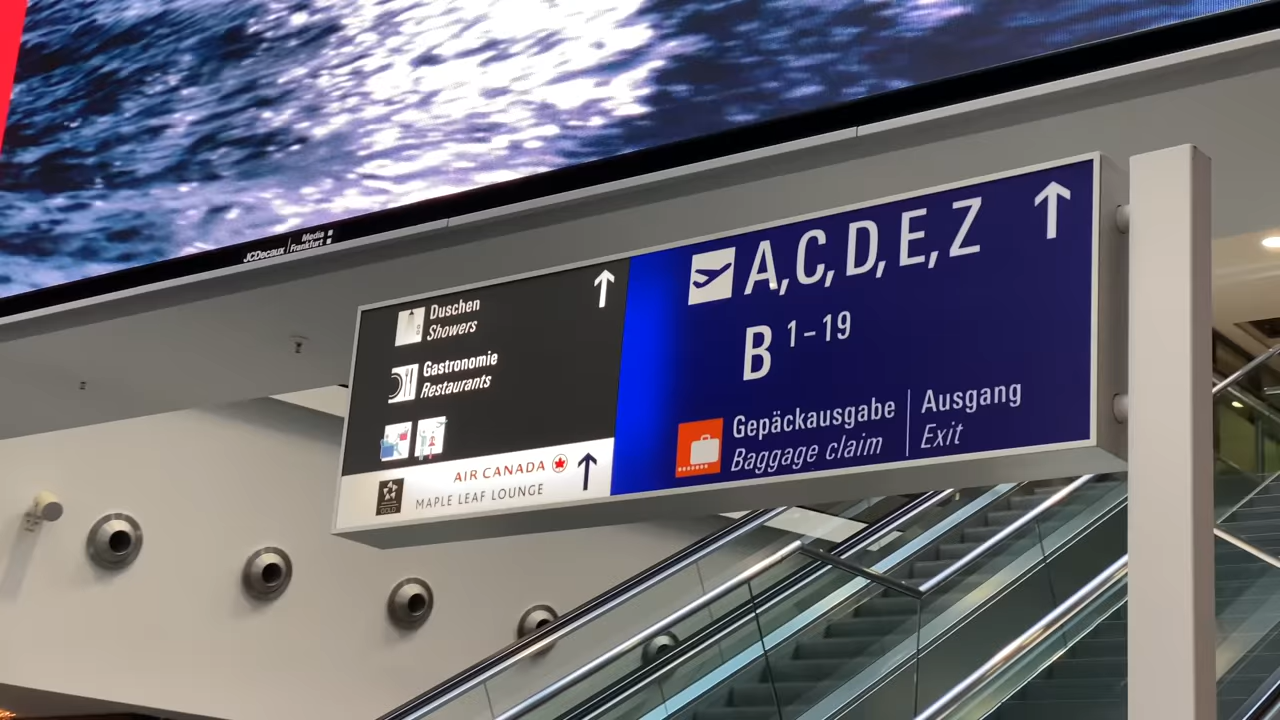 JCDecaux
Media
Frankfurt
Duschen
Showers
Gastronomie
Restaurants
AIR CANADA
MAPLE LEAF LOUNGE
GOLD
A,C,D,E,Z
B 1-19
Gepäckausgabe
Baggage claim
Ausgang
Exit